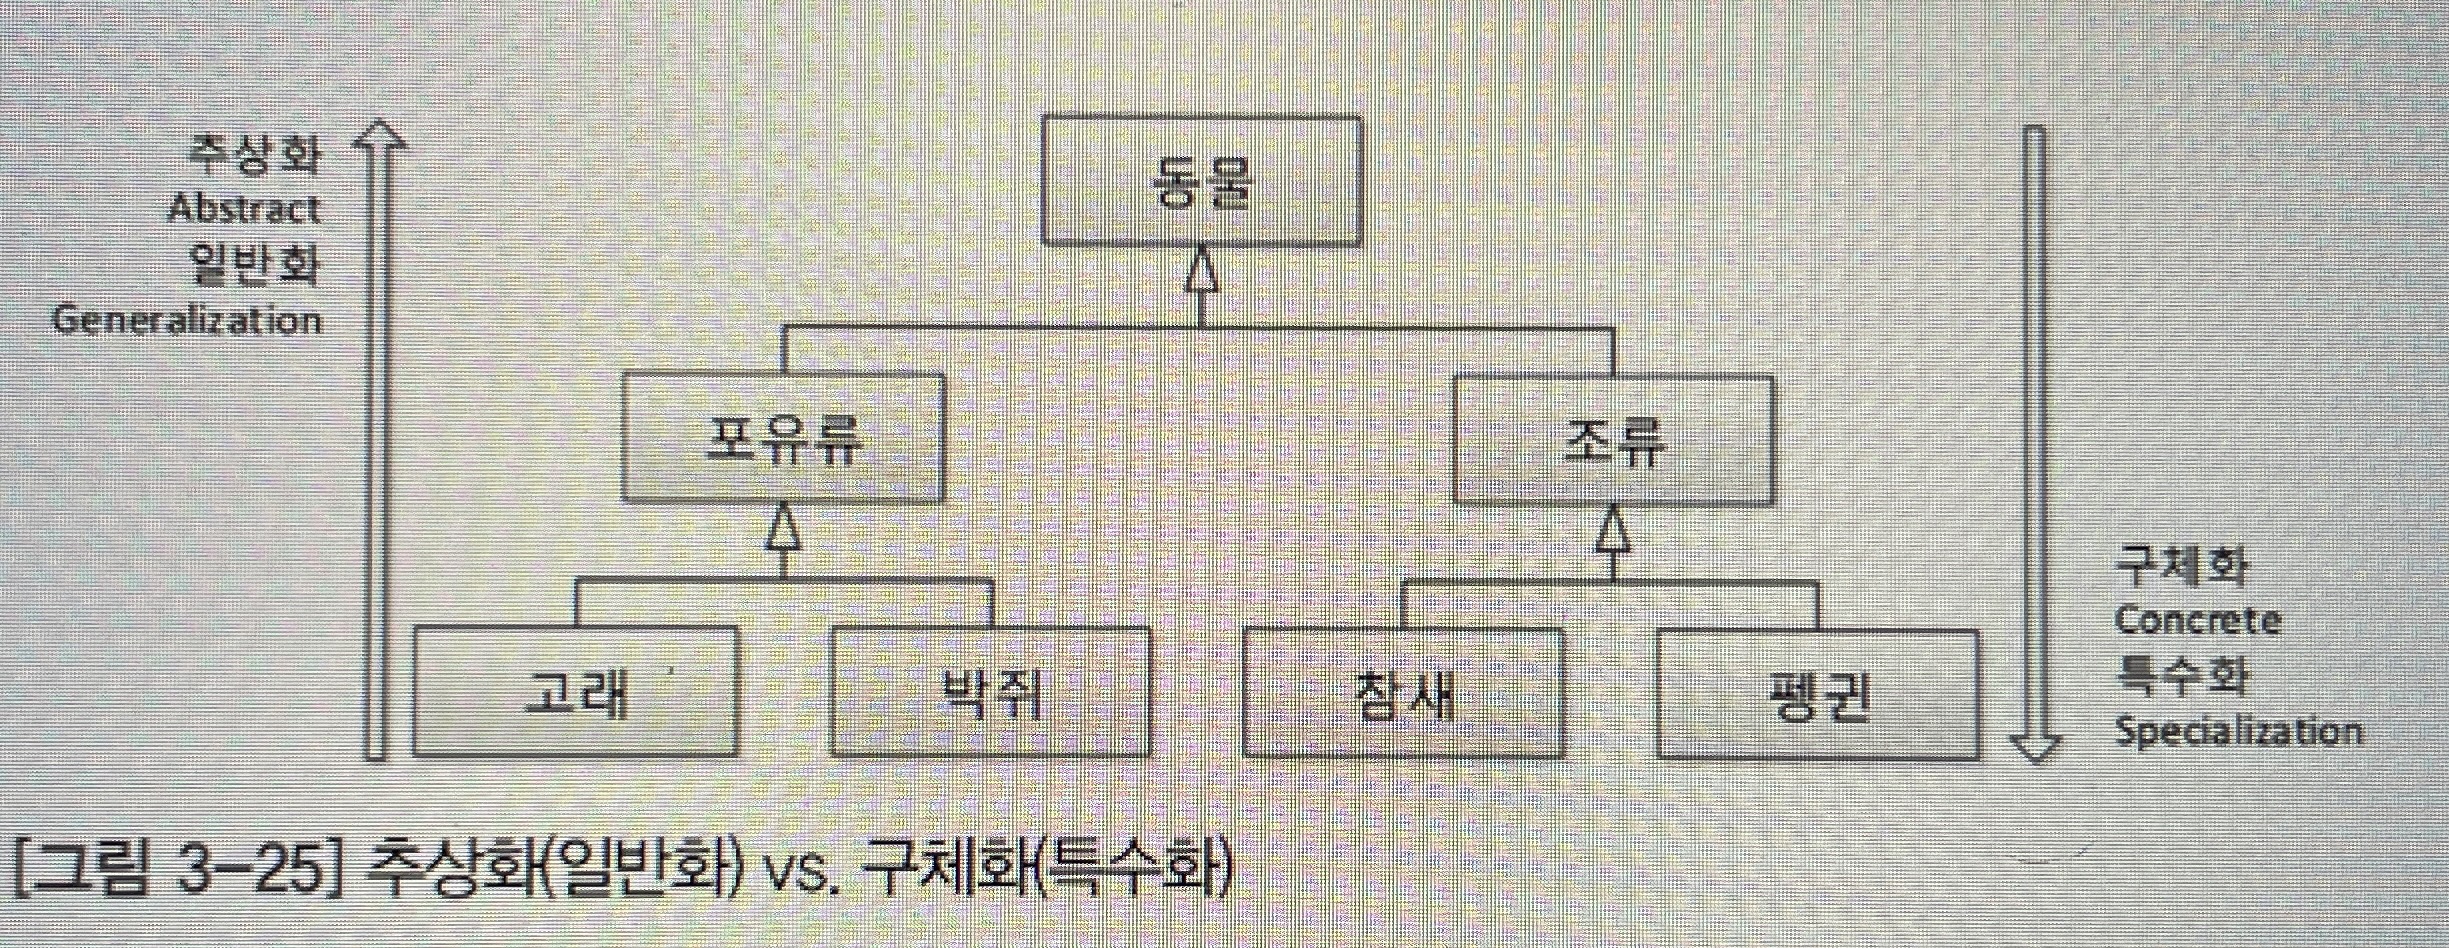 추상화
Abstract
일반화
Generalization
동물
포유류
조류
고래
박쥐
참새
펭귄
구체화
Concrete
특수화
Specialization
[그림 3-25] 추상화(일반화) vs. 구체화(특수화)